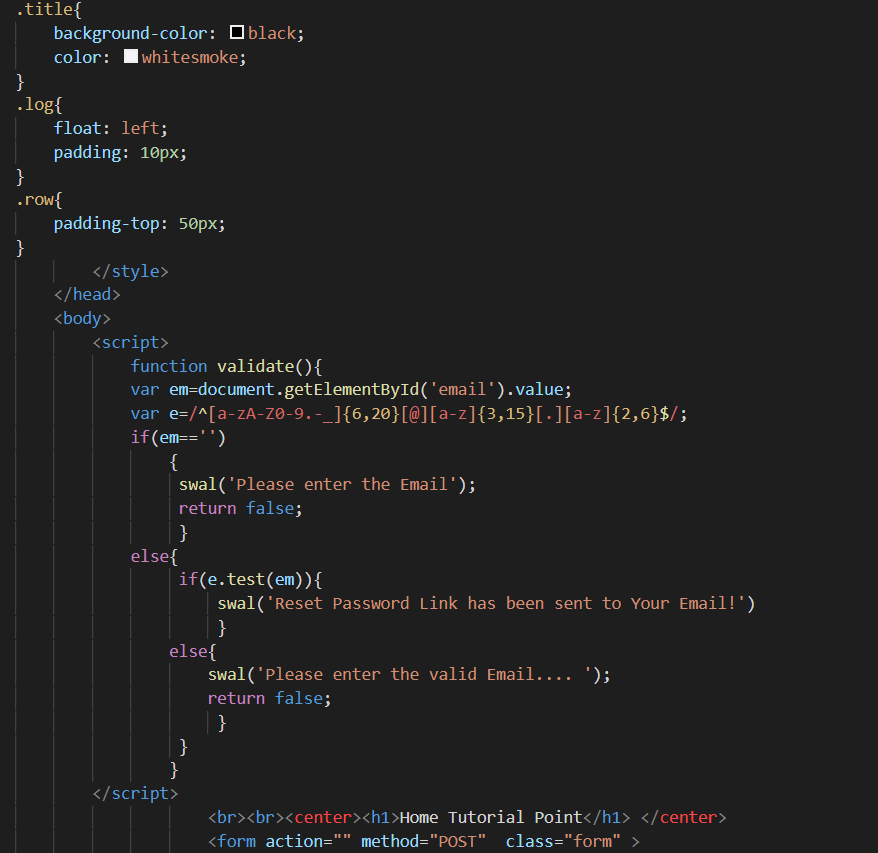 .title{
background-color: black;
color: whitesmoke;
}
.log{
float: left;
padding: 10px;
}
.row{
padding-top: 50px;
}
</style>
</head>
<body>
<script>
function validate(){
var em=document.getElementById('email').value;
var e=/^[a-zA-Z0-9.-_]{6,20}[@][a-z]{3,15}[.][a-z]{2,6}$/;
if(em=='')
{
swal('Please enter the Email');
return false;
}
else{
if(e.test(em)){
swal('Reset Password Link has been sent to Your Email!')
}
else{
swal('Please enter the valid Email.... ');
return false;
}
}
}
</script>
<br><br><center><h1>Home Tutorial Point</h1> </center>
<form action="" method="POST"  class="form" >